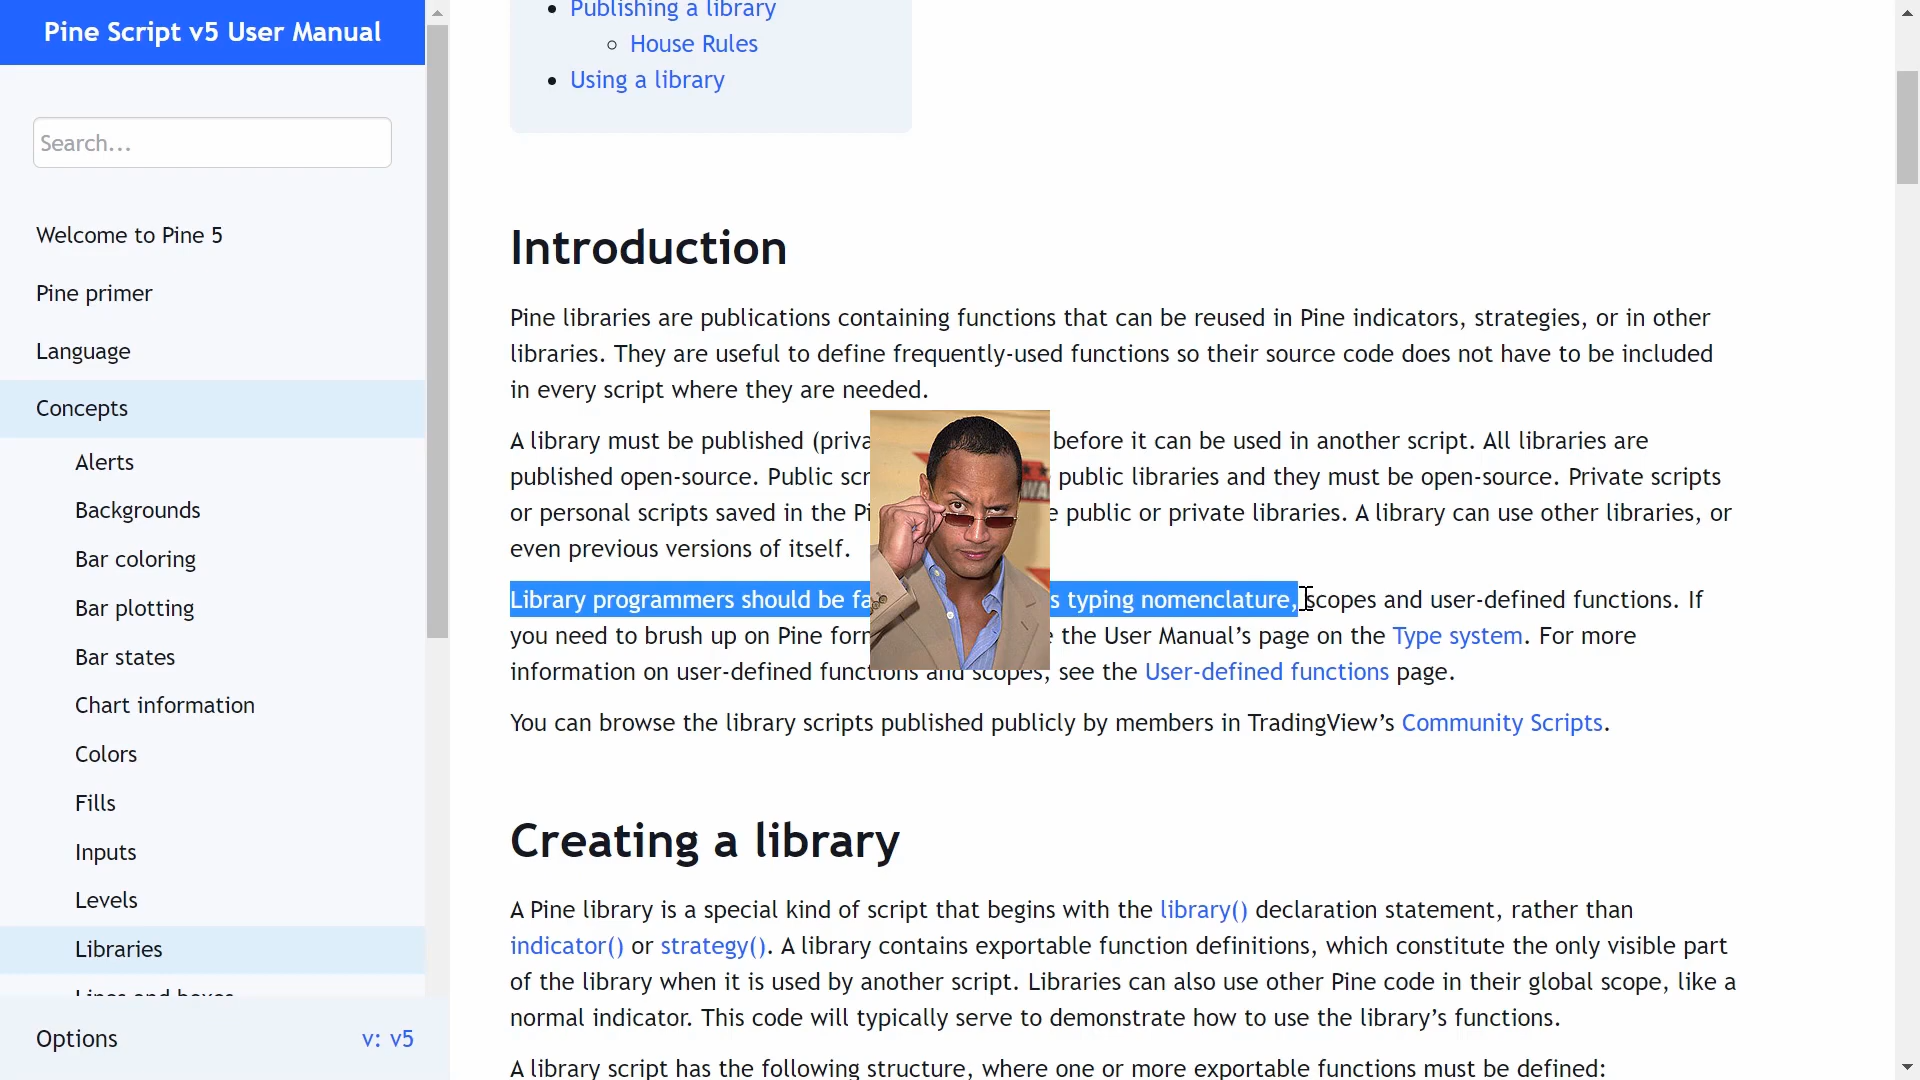 Pine Script v5 User Manual
Search...
Welcome to Pine 5
Pine primer
Language
Concepts
Alerts
Backgrounds
Bar coloring
Bar plotting
Bar states
Chart information
Colors
Fills
Inputs
Levels
Libraries
Lines and boxes
Options
v: v5
Publishing a library
House Rules
Using a library
Introduction
Pine libraries are publications containing functions that can be reused in Pine indicators, strategies, or in other
libraries. They are useful to define frequently-used functions so their source code does not have to be included
in every script where they are needed.
A library must be published before it can be used in another script. All libraries are
published open-source. Public public libraries and they must be open-source. Private scripts
or personal scripts saved in the public or private libraries. A library can use other libraries, or
even previous versions of itself.
Library programmers should be typing nomenclature, scopes and user-defined functions. If
you need to brush up on Pine the User Manual’s page on the Type system. For more
information on user-defined functions and scopes, see the User-defined functions page.
You can browse the library scripts published publicly by members in TradingView’s Community Scripts.
Creating a library
A Pine library is a special kind of script that begins with the library() declaration statement, rather than
indicator() or strategy(). A library contains exportable function definitions, which constitute the only visible part
of the library when it is used by another script. Libraries can also use other Pine code in their global scope, like a
normal indicator. This code will typically serve to demonstrate how to use the library’s functions.
A library script has the following structure, where one or more exportable functions must be defined: